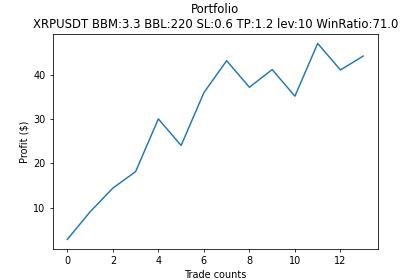 Portfolio
XRPUSDT BBM:3.3 BBL:220 SL:0.6 TP:1.2 lev:10 WinRatio:71.0
Profit ($)
40
30
20
10
0 2 4 6 8 10 12
Trade counts